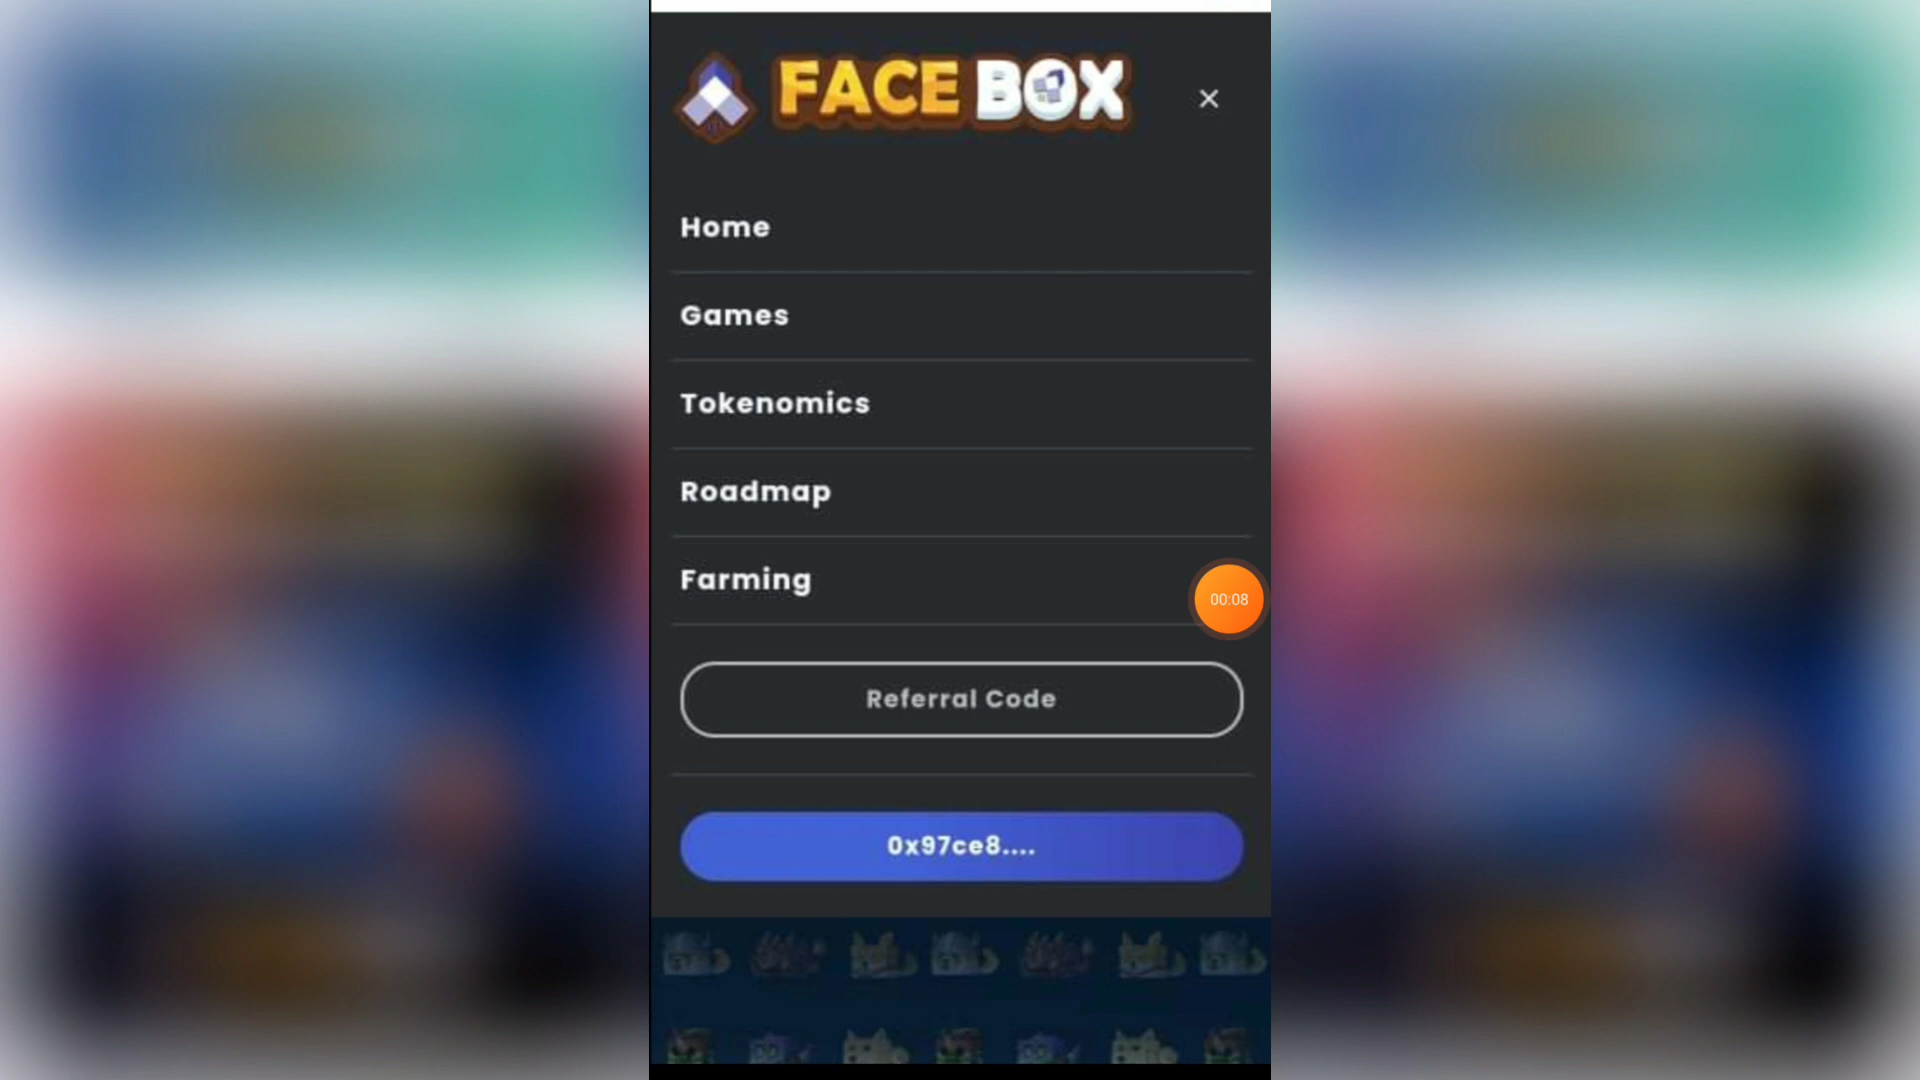 FACE BOX
Home
Games
Tokenomics
Roadmap
Farming
00:08
Referral Code
0x97ce8....